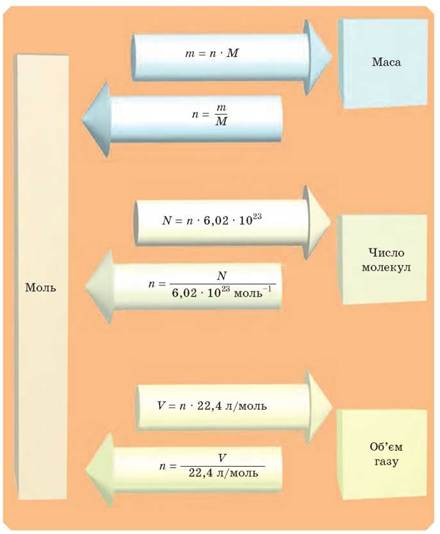 m = n · M
Маса
n = m/M
N = n · 6,02 · 10²³
Число
молекул
n = N/6,02 · 10²³ моль⁻¹
Моль
V = n · 22,4 л/моль
Об’єм
газу
n = V/22,4 л/моль